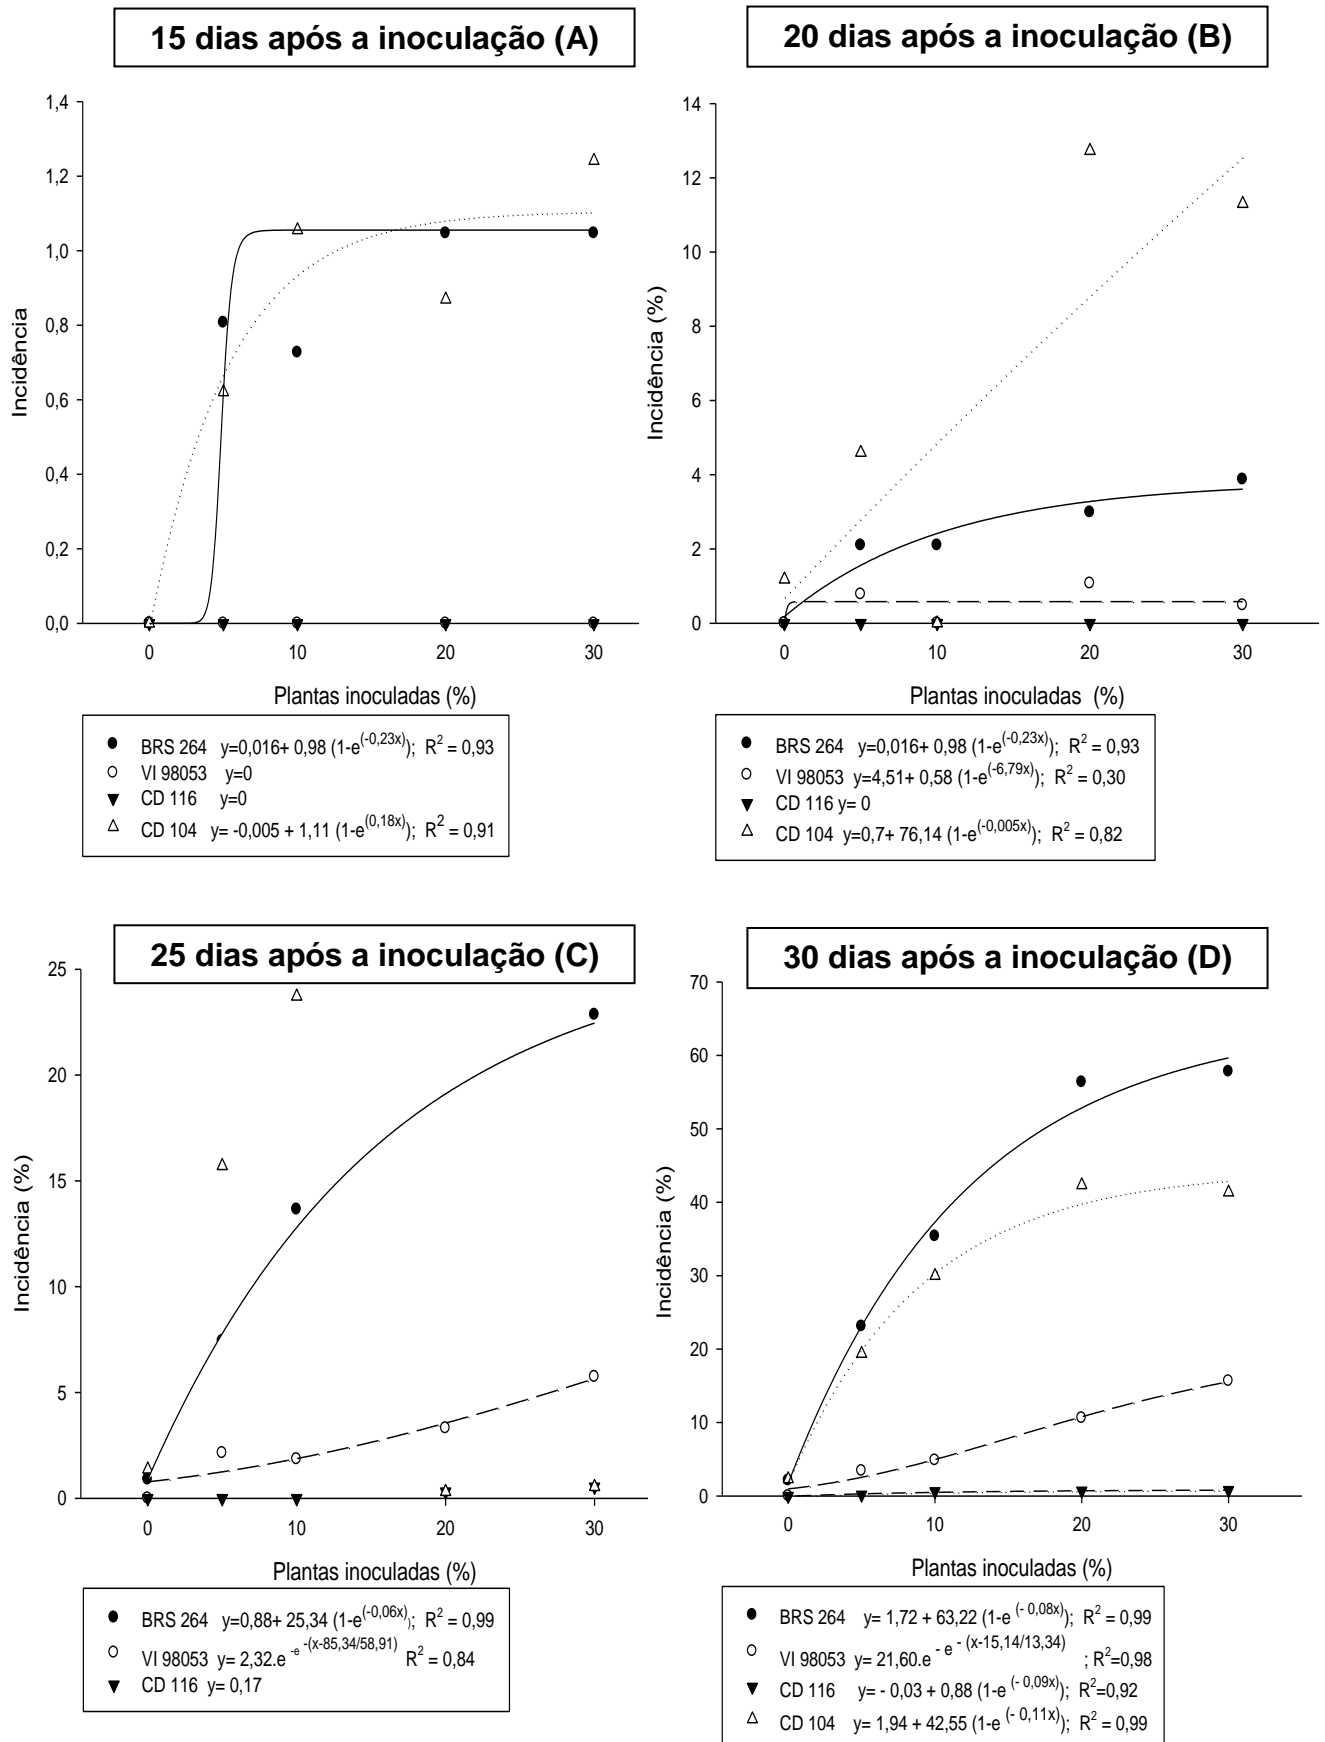 15 dias após a inoculação (A)
1,4
1,2
1,0
0,8
0,6
0,4
0,2
0,0
Incidência
0 10 20 30
Plantas inoculadas (%)
BRS 264 y=0,016+ 0,98 (1-e(-0,23x)); R2 = 0,93
VI 98053 y=0
CD 116 y=0
CD 104 y= -0,005 + 1,11 (1-e(0,18x)); R2 = 0,91
20 dias após a inoculação (B)
14
12
10
8
6
4
2
0
Incidência (%)
0 10 20 30
Plantas inoculadas (%)
BRS 264 y=0,016+ 0,98 (1-e(-0,23x)); R2 = 0,93
VI 98053 y=4,51+ 0,58 (1-e(-6,79x)); R2 = 0,30
CD 116 y= 0
CD 104 y=0,7+ 76,14 (1-e(-0,005x)); R2 = 0,82
25 dias após a inoculação (C)
25
20
15
10
5
0
Incidência (%)
0 10 20 30
Plantas inoculadas (%)
BRS 264 y=0,88+ 25,34 (1-e(-0,06x)); R2 = 0,99
VI 98053 y= 2,32.e-e-(x-85,34/58,91) R2 = 0,84
CD 116 y= 0,17
30 dias após a inoculação (D)
70
60
50
40
30
20
10
0
Incidência (%)
0 10 20 30
Plantas inoculadas (%)
BRS 264 y= 1,72 + 63,22 (1-e (- 0,08x)); R2 = 0,99
VI 98053 y= 21,60.e- e - (x-15,14/13,34) ; R2=0,98
CD 116 y= - 0,03 + 0,88 (1-e (- 0,09x)); R2=0,92
CD 104 y= 1,94 + 42,55 (1-e (- 0,11x)); R2 = 0,99